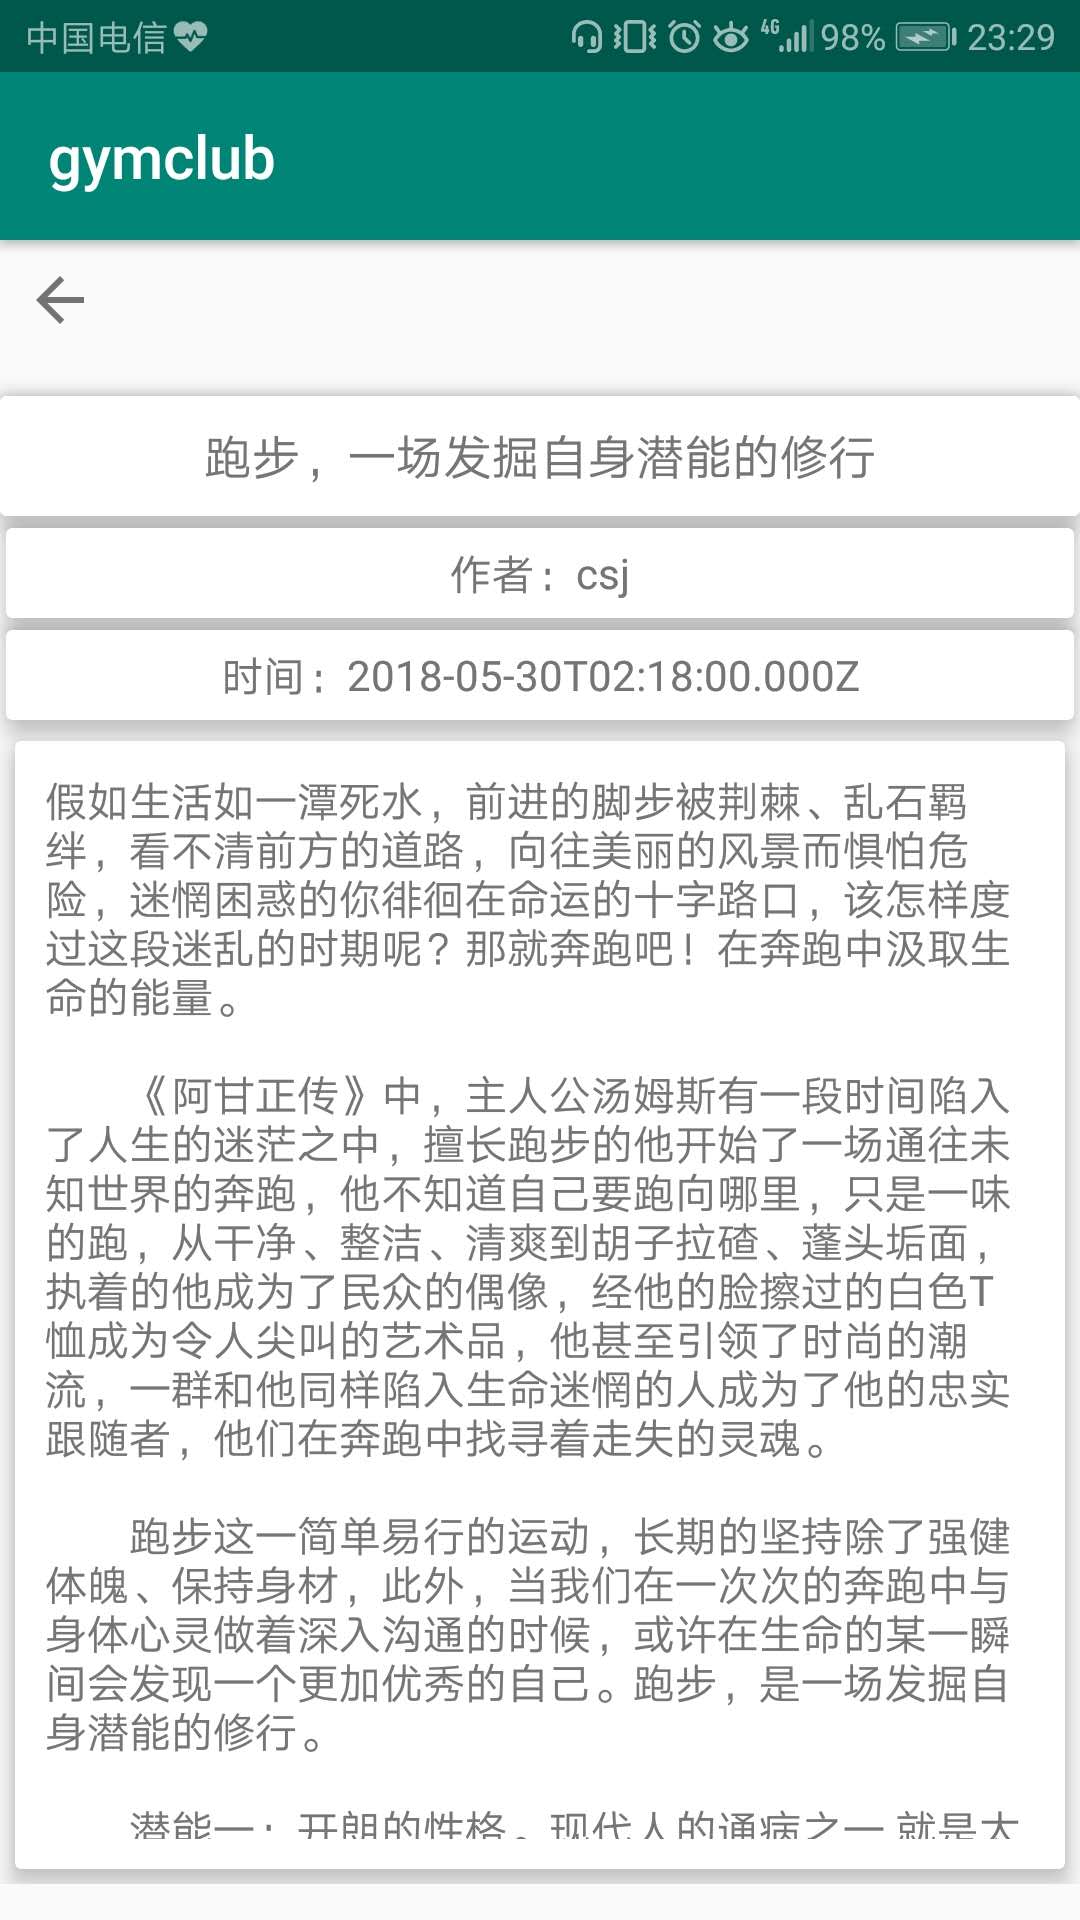 中国电信
4G 98% 23:29
gymclub
跑步，一场发掘自身潜能的修行
作者：csj
时间：2018-05-30T02:18:00.000Z
假如生活如一潭死水，前进的脚步被荆棘、乱石羁
绊，看不清前方的道路，向往美丽的风景而惧怕危
险，迷惘困惑的你徘徊在命运的十字路口，该怎样度
过这段迷乱的时期呢？那就奔跑吧！在奔跑中汲取生
命的能量。
《阿甘正传》中，主人公汤姆斯有一段时间陷入
了人生的迷茫之中，擅长跑步的他开始了一场通往未
知世界的奔跑，他不知道自己要跑向哪里，只是一味
的跑，从干净、整洁、清爽到胡子拉碴、蓬头垢面，
执着的他成为了民众的偶像，经他的脸擦过的白色T
恤成为令人尖叫的艺术品，他甚至引领了时尚的潮
流，一群和他同样陷入生命迷惘的人成为了他的忠实
跟随者，他们在奔跑中找寻着走失的灵魂。
跑步这一简单易行的运动，长期的坚持除了强健
体魄、保持身材，此外，当我们在一次次的奔跑中与
身体心灵做着深入沟通的时候，或许在生命的某一瞬
间会发现一个更加优秀的自己。跑步，是一场发掘自
身潜能的修行。
潜能一：开朗的性格。现代人的通病之一就是太